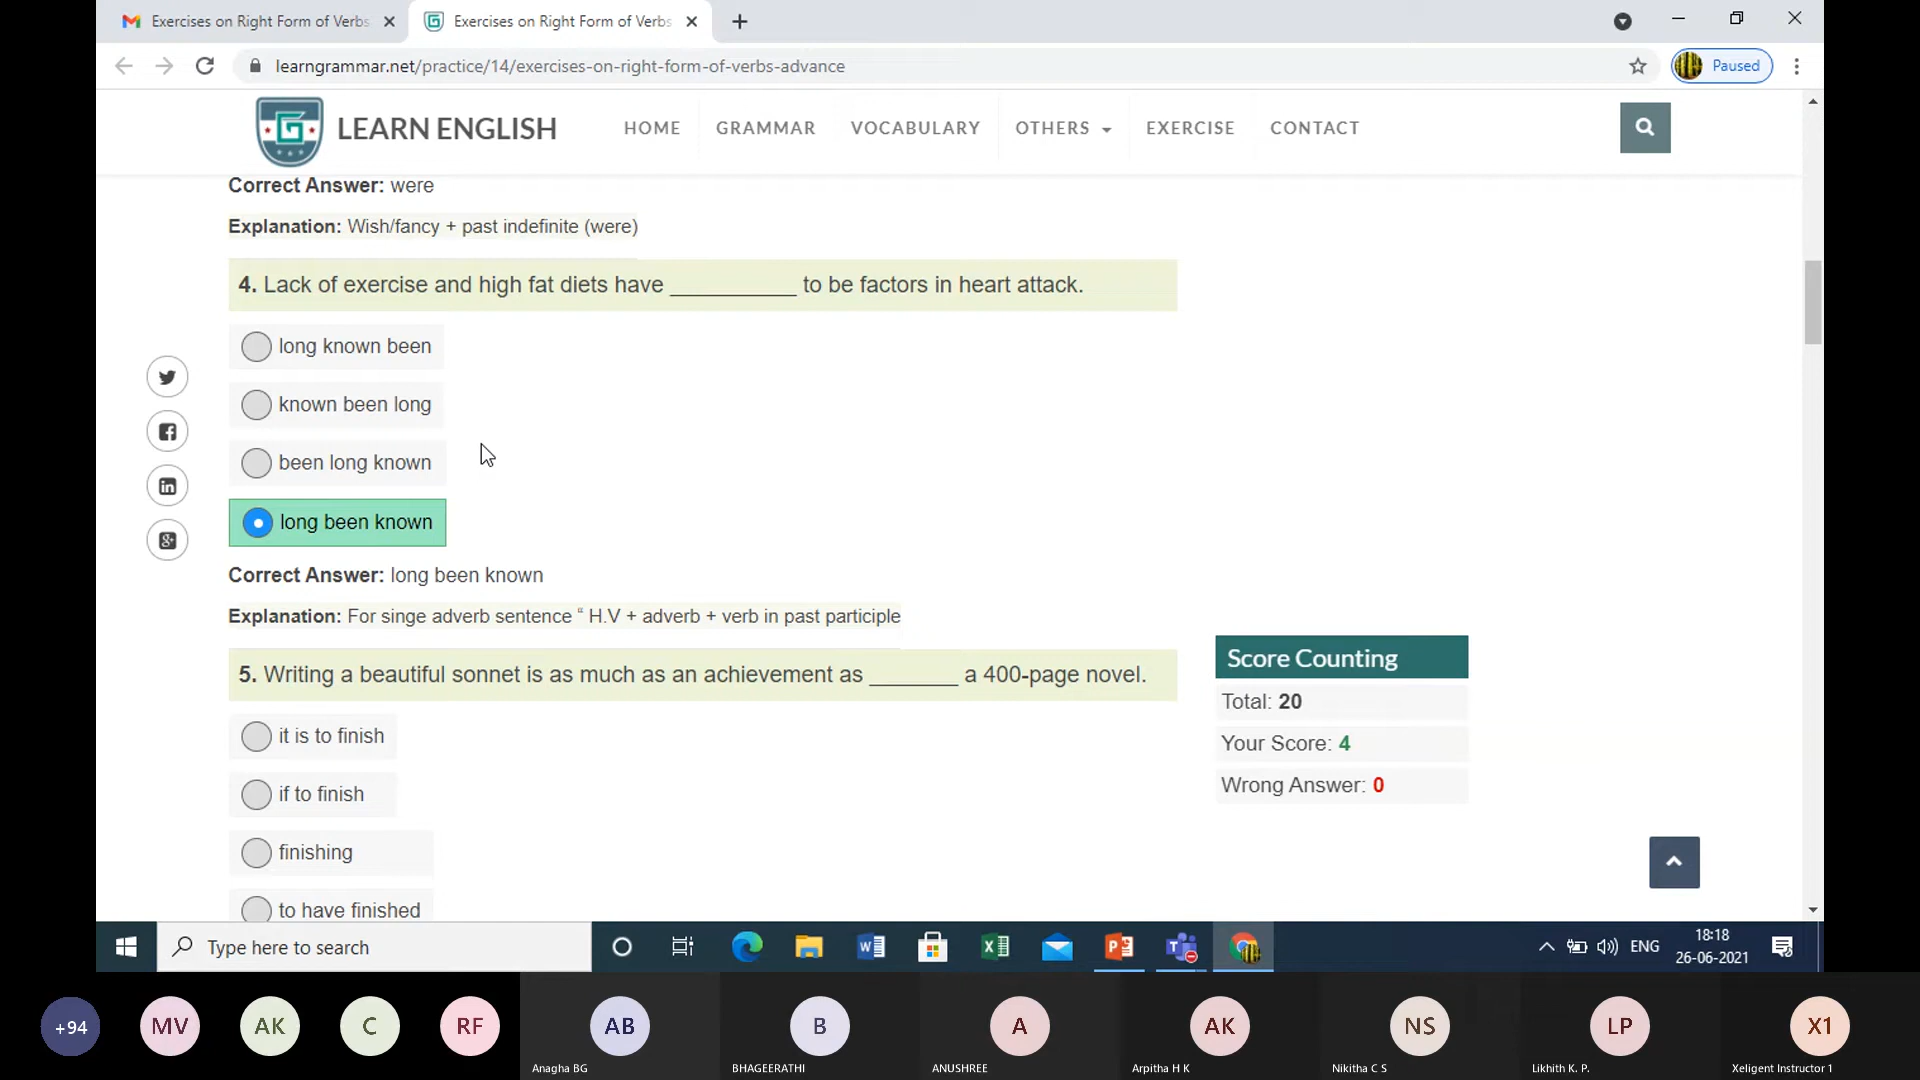 Exercises on Right Form of Verbs
Exercises on Right Form of Verbs
learngrammar.net/practice/14/exercises-on-right-form-of-verbs-advance
Paused
LEARN ENGLISH
HOME
GRAMMAR
VOCABULARY
OTHERS
EXERCISE
CONTACT
Correct Answer: were
Explanation: Wish/fancy + past indefinite (were)
4. Lack of exercise and high fat diets have ___________ to be factors in heart attack.
long known been
known been long
been long known
long been known
Correct Answer: long been known
Explanation: For singe adverb sentence “ H.V + adverb + verb in past participle
5. Writing a beautiful sonnet is as much as an achievement as ________ a 400-page novel.
it is to finish
if to finish
finishing
to have finished
Score Counting
Total: 20
Your Score: 4
Wrong Answer: 0
Type here to search
ENG
18:18
26-06-2021
+94
MV
AK
C
RF
AB
B
A
AK
NS
LP
X1
Anagha BG
BHAGEERATHI
ANUSHREE
Arpitha H K
Nikitha C S
Likhith K. P.
Xeligent Instructor 1